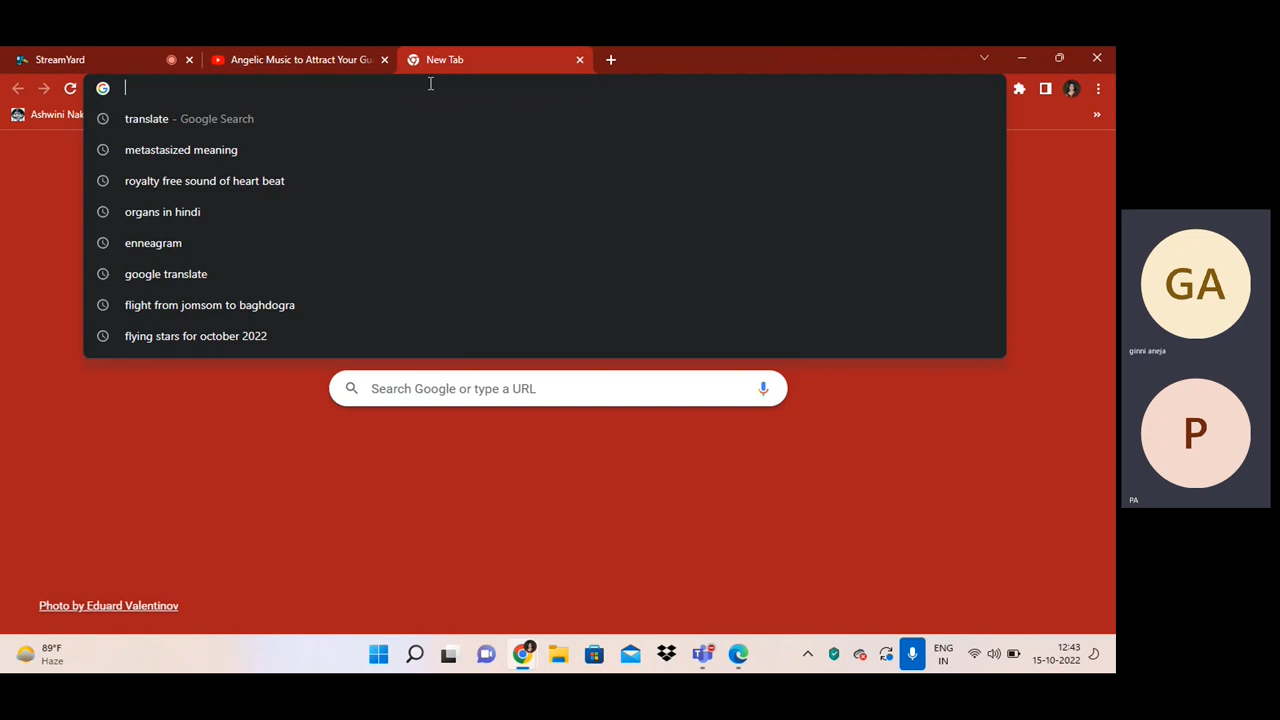 StreamYard
Angelic Music to Attract Your Gu
New Tab
Ashwini Nak
translate - Google Search
metastasized meaning
royalty free sound of heart beat
organs in hindi
enneagram
google translate
flight from jomsom to baghdogra
flying stars for october 2022
Search Google or type a URL
Photo by Eduard Valentinov
GA
ginni aneja
P
PA
89°F
Haze
ENG
IN
12:43
15-10-2022